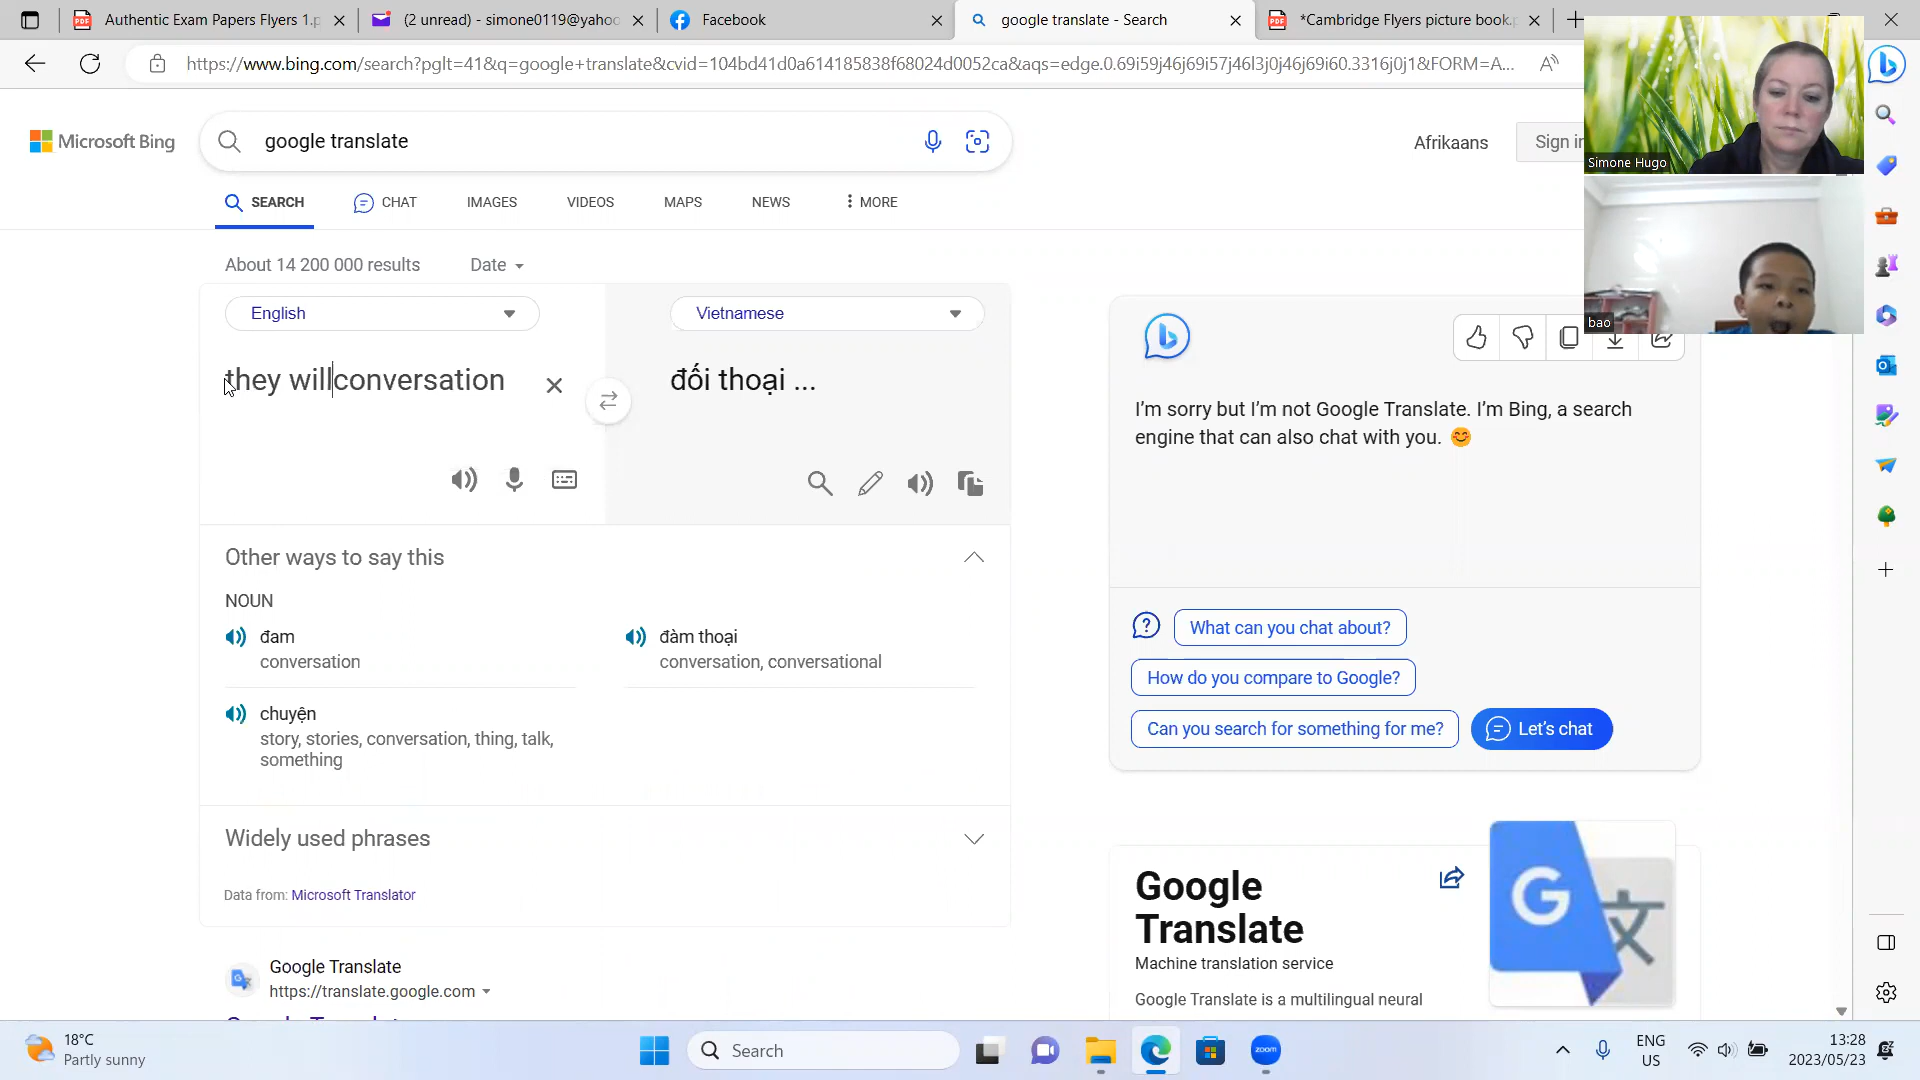 Authentic Exam Papers Flyers 1.p
(2 unread) - simone0119@yahoo
Facebook
google translate - Search
*Cambridge Flyers picture book.p
https://www.bing.com/search?pglt=41&q=google+translate&cvid=104bd41d0a614185838f68024d0052ca&aqs=edge.0.69i59j46j69i57j46l3j0j46j69i60.3316j0j1&FORM=A...
Microsoft Bing
google translate
Afrikaans
Sign in
SEARCH
CHAT
IMAGES
VIDEOS
MAPS
NEWS
MORE
About 14 200 000 results
Date
English
Vietnamese
they willconversation
đối thoại ...
Other ways to say this
NOUN
đam
conversation
đàm thoại
conversation, conversational
chuyện
story, stories, conversation, thing, talk,
something
Widely used phrases
Data from: Microsoft Translator
Google Translate
https://translate.google.com
I'm sorry but I'm not Google Translate. I'm Bing, a search
engine that can also chat with you. 😊
What can you chat about?
How do you compare to Google?
Can you search for something for me?
Let's chat
Google
Translate
Machine translation service
Google Translate is a multilingual neural
Simone Hugo
bao
18°C
Partly sunny
Search
zoom
ENG
US
13:28
2023/05/23